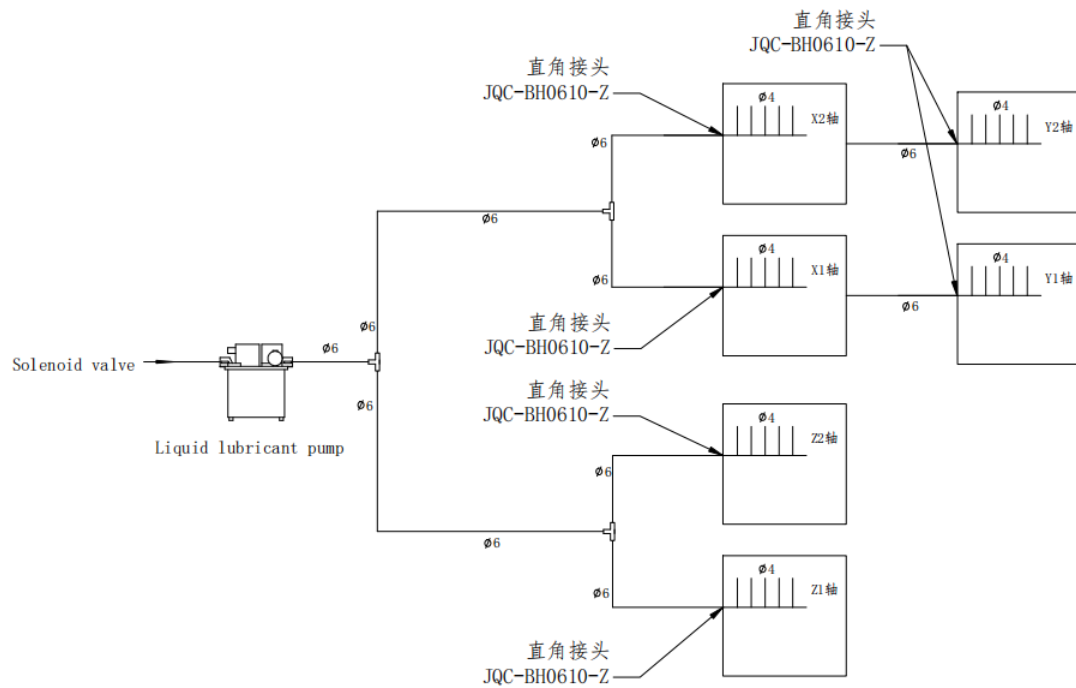 直角接头
JQC-BH0610-Z
直角接头
JQC-BH0610-Z
ø4
X2轴
ø4
Y2轴
ø6
ø6
ø6
ø6
ø4
X1轴
ø4
Y1轴
ø6
直角接头
JQC-BH0610-Z
ø6
ø6
Solenoid valve
ø6
Liquid lubricant pump
直角接头
JQC-BH0610-Z
ø4
Z2轴
ø6
ø6
ø4
Z1轴
ø6
直角接头
JQC-BH0610-Z